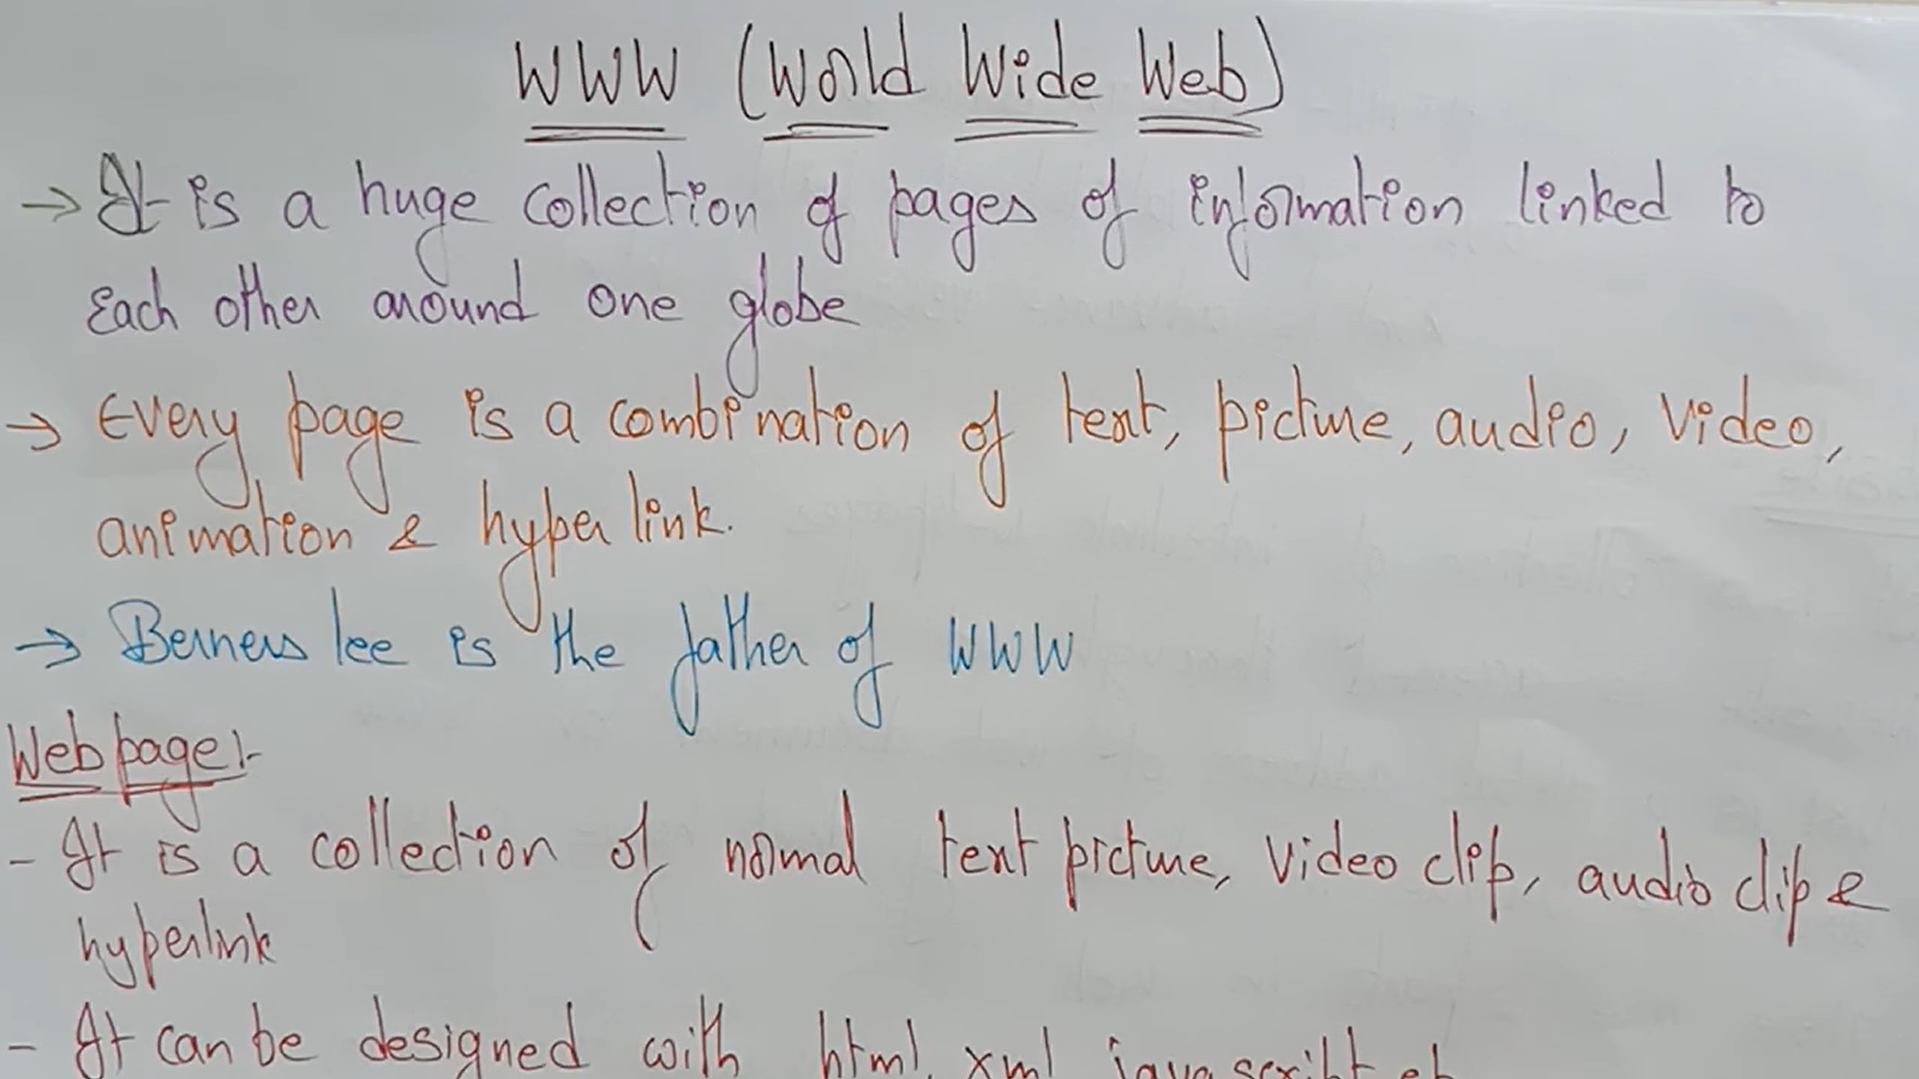 WWW (World Wide Web)
→ It is a huge collection of pages of information linked to
Each other around one globe
→ Every page is a combination of text, picture, audio, video,
animation & hyper link.
→ Berners lee is the father of WWW
Web page:-
- It is a collection of normal text picture, video clip, audio clip &
hyperlink
- It can be designed with html, xml javascript et